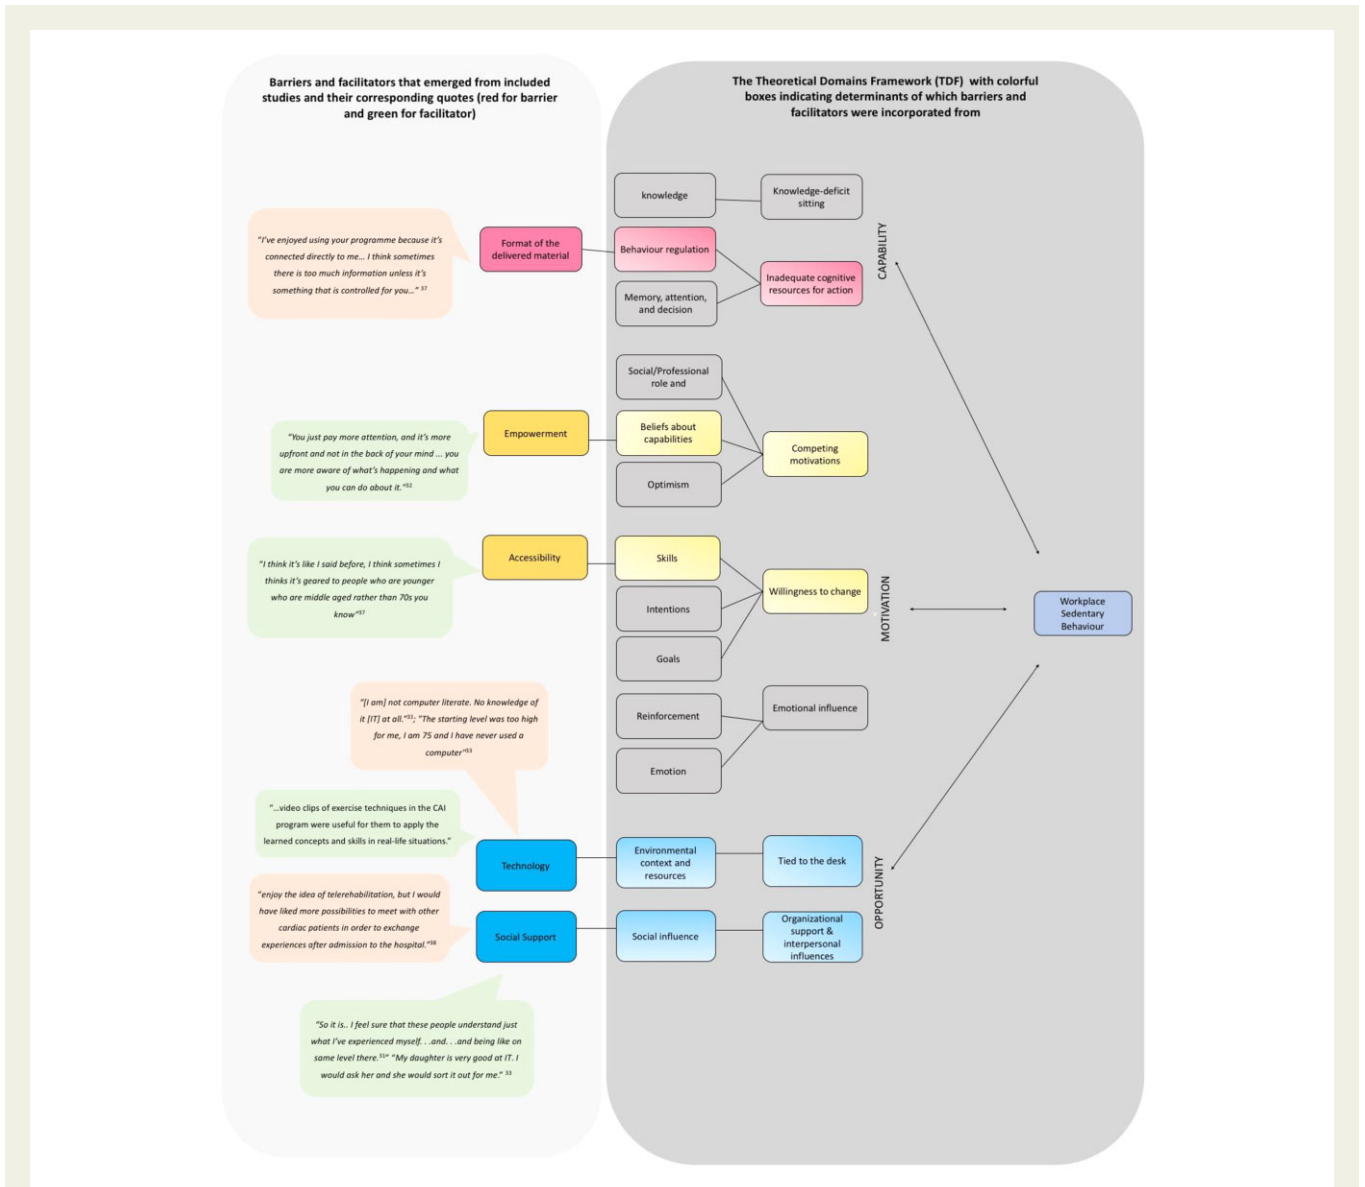 Barriers and facilitators that emerged from included
studies and their corresponding quotes (red for barrier
and green for facilitator)
The Theoretical Domains Framework (TDF) with colorful
boxes indicating determinants of which barriers and
facilitators were incorporated from
"I've enjoyed using your programme because it's
connected directly to me... I think sometimes
there is too much information unless it's
something that is controlled for you..." 37
Format of the
delivered material
knowledge
Knowledge-deficit
sitting
Behaviour regulation
Memory, attention,
and decision
Inadequate cognitive
resources for action
CAPABILITY
"You just pay more attention, and it's more
upfront and not in the back of your mind ... you
are more aware of what's happening and what
you can do about it."52
Empowerment
Social/Professional
role and
Beliefs about
capabilities
Optimism
Competing
motivations
"I think it's like I said before, I think sometimes I
thinks it's geared to people who are younger
who are middle aged rather than 70s you
know"37
Accessibility
Skills
Intentions
Goals
Willingness to change
MOTIVATION
Workplace
Sedentary
Behaviour
"[I am] not computer literate. No knowledge of
it [IT] at all."33; "The starting level was too high
for me, I am 75 and I have never used a
computer"53
Reinforcement
Emotion
Emotional influence
"...video clips of exercise techniques in the CAI
program were useful for them to apply the
learned concepts and skills in real-life situations."
Technology
Environmental
context and
resources
Tied to the desk
OPPORTUNITY
"enjoy the idea of telerehabilitation, but I would
have liked more possibilities to meet with other
cardiac patients in order to exchange
experiences after admission to the hospital."38
Social Support
Social influence
Organizational
support &
interpersonal
influences
"So it is.. I feel sure that these people understand just
what I've experienced myself. . .and. . .and being like on
same level there.31" "My daughter is very good at IT. I
would ask her and she would sort it out for me." 33